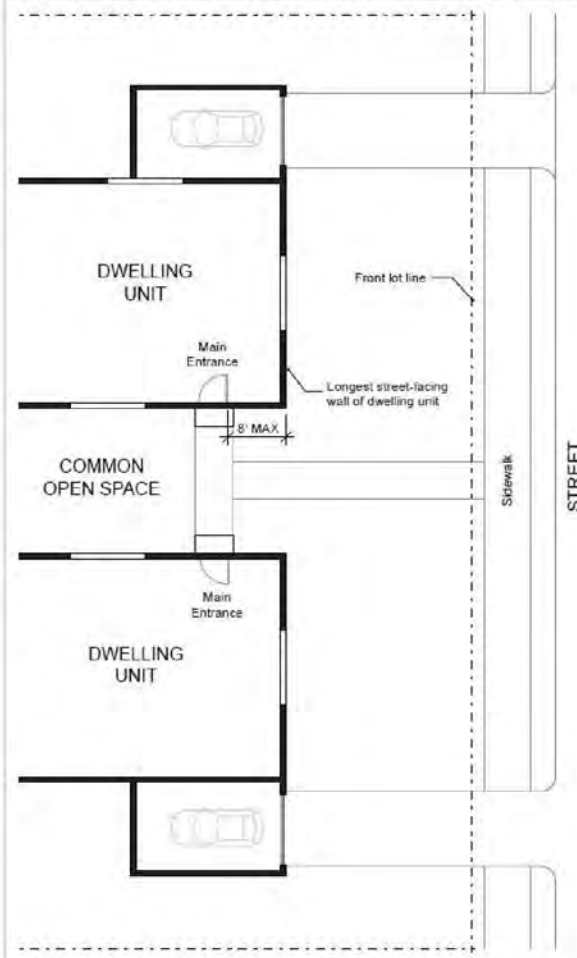 DWELLING
UNIT
Front lot line
Main
Entrance
Longest street-facing
wall of dwelling unit
8' MAX
COMMON
OPEN SPACE
Sidewalk
STREET
Main
Entrance
DWELLING
UNIT